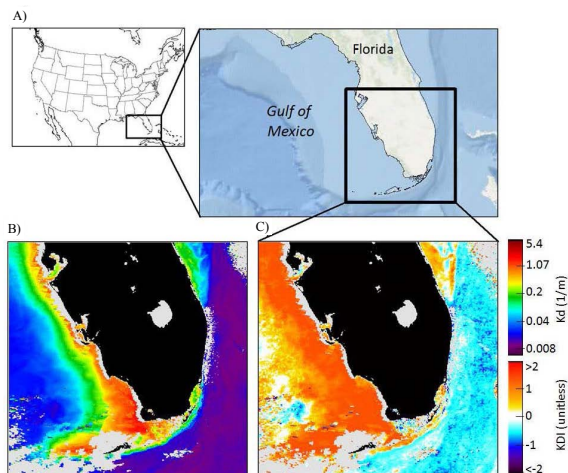 A)
Florida
Gulf of
Mexico
B)
C)
5.4
1.07
0.2
0.04
0.008
Kd (1/m)
≥2
1
0
-1
<-2
KDI (unitless)